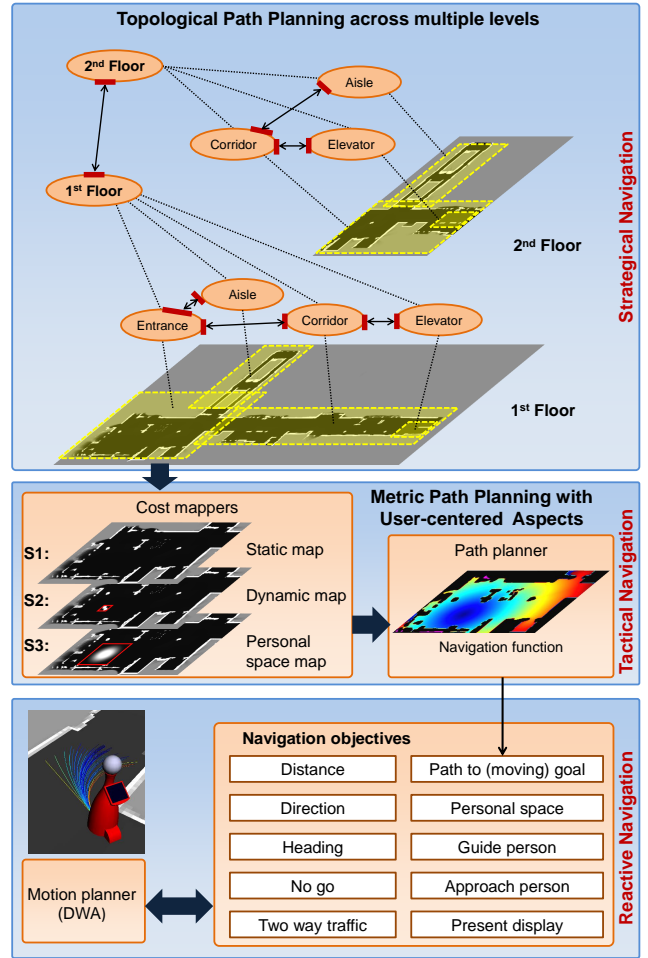 Topological Path Planning across multiple levels
2nd Floor
Aisle
Corridor
Elevator
1st Floor
2nd Floor
Strategical Navigation
Aisle
Entrance
Corridor
Elevator
1st Floor
Cost mappers
S1:
Static map
S2:
Dynamic map
S3:
Personal
space map
Metric Path Planning with
User-centered Aspects
Path planner
Navigation function
Tactical Navigation
Navigation objectives
Distance
Path to (moving) goal
Direction
Personal space
Heading
Guide person
No go
Approach person
Two way traffic
Present display
Motion planner
(DWA)
Reactive Navigation